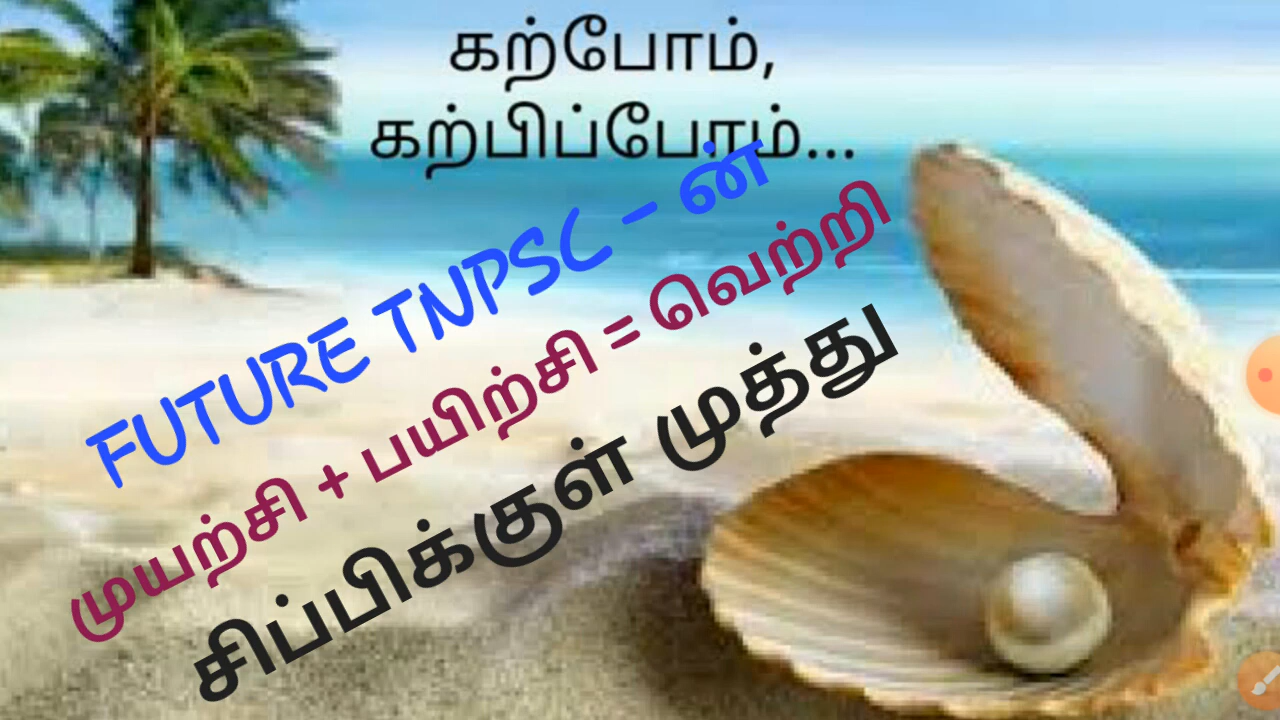 கற்போம்,
கற்பிப்போம்...
FUTURE TNPSC - ன்
முயற்சி + பயிற்சி = வெற்றி
சிப்பிக்குள் முத்து